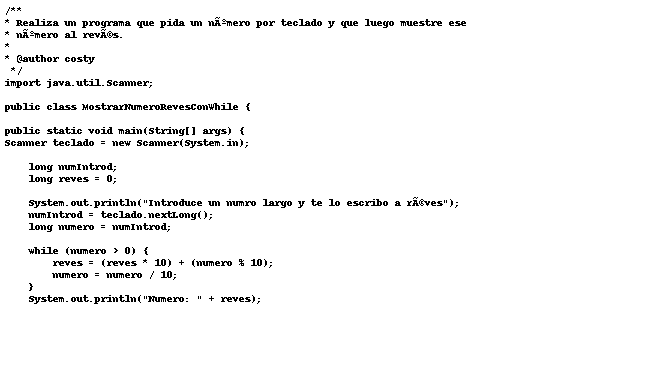 /**
* Realiza un programa que pida un nÃºmero por teclado y que luego muestre ese
* nÃºmero al revÃ©s.
*
* @author costy
*/
import java.util.Scanner;
public class MostrarNumeroRevesConWhile {
public static void main(String[] args) {
Scanner teclado = new Scanner(System.in);
long numIntrod;
long reves = 0;
System.out.println("Introduce un numro largo y te lo escribo a rÃ©ves");
numIntrod = teclado.nextLong();
long numero = numIntrod;
while (numero > 0) {
reves = (reves * 10) + (numero % 10);
numero = numero / 10;
}
System.out.println("Numero: " + reves);